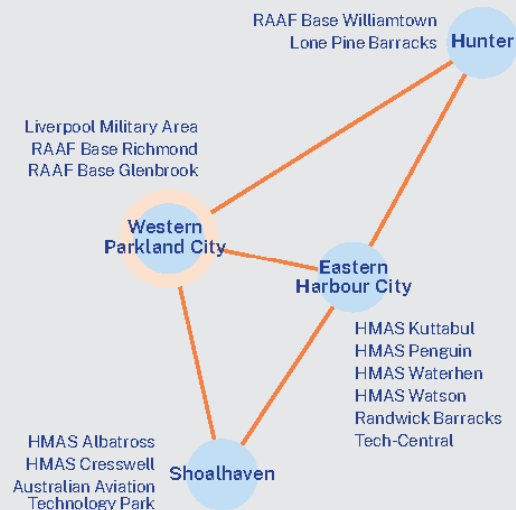 RAAF Base Williamtown
Lone Pine Barracks
Hunter
Liverpool Military Area
RAAF Base Richmond
RAAF Base Glenbrook
Western
Parkland City
Eastern
Harbour City
HMAS Kuttabul
HMAS Penguin
HMAS Waterhen
HMAS Watson
Randwick Barracks
Tech-Central
HMAS Albatross
HMAS Cresswell
Australian Aviation
Technology Park
Shoalhaven